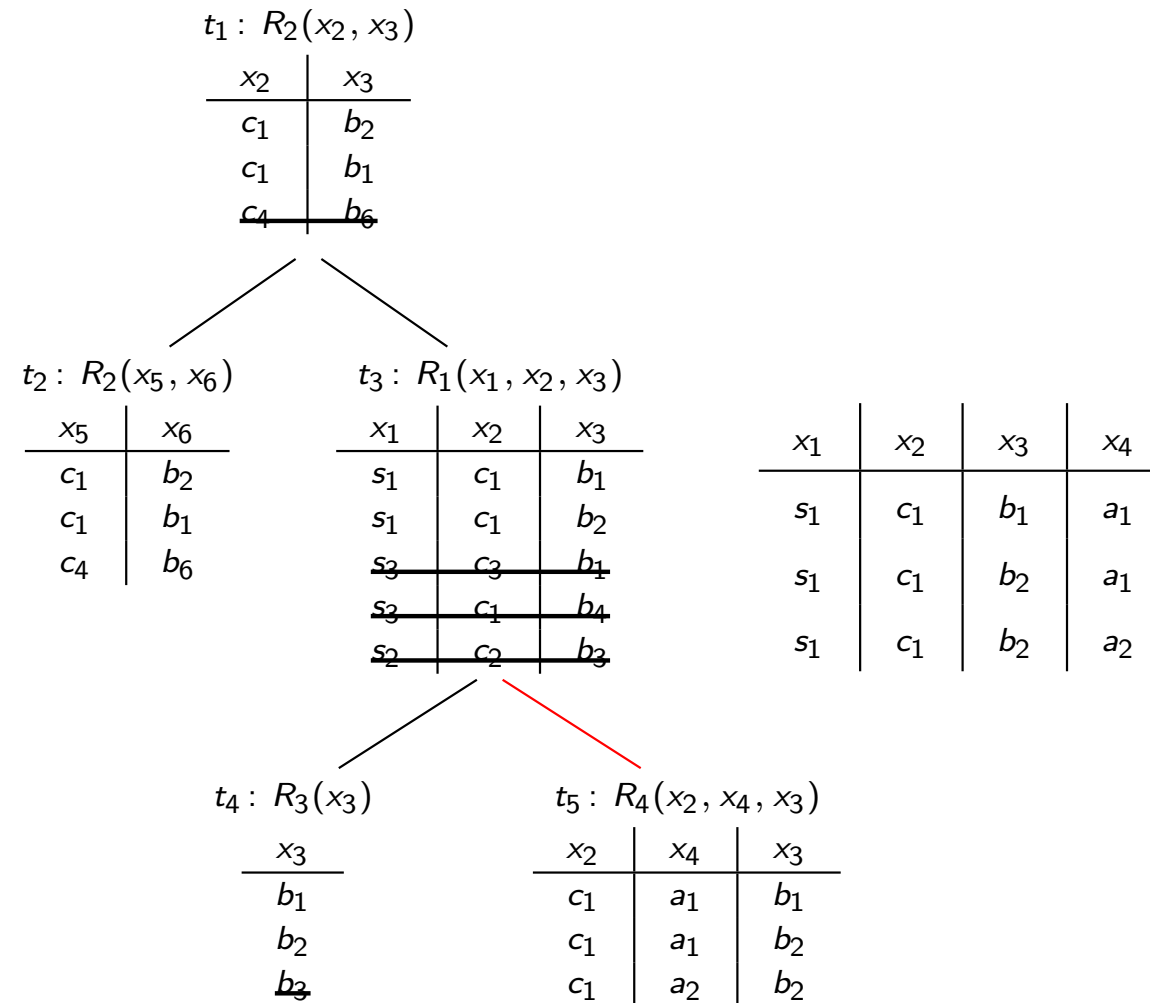 t₁ : R₂(x₂, x₃)
x₂ x₃
c₁ b₂
c₁ b₁
c₄ b₆
t₂ : R₂(x₅, x₆)
x₅ x₆
c₁ b₂
c₁ b₁
c₄ b₆
t₃ : R₁(x₁, x₂, x₃)
x₁ x₂ x₃
s₁ c₁ b₁
s₁ c₁ b₂
s₃ c₃ b₁
s₃ c₁ b₄
s₂ c₂ b₃
x₁ x₂ x₃ x₄
s₁ c₁ b₁ a₁
s₁ c₁ b₂ a₁
s₁ c₁ b₂ a₂
t₄ : R₃(x₃)
x₃
b₁
b₂
b₃
t₅ : R₄(x₂, x₄, x₃)
x₂ x₄ x₃
c₁ a₁ b₁
c₁ a₁ b₂
c₁ a₂ b₂